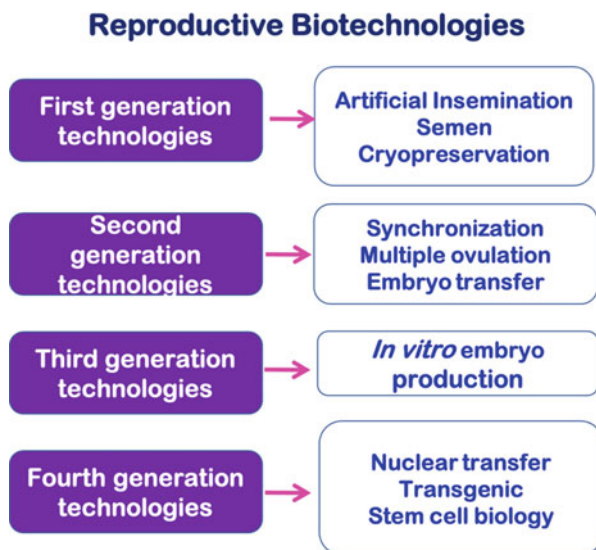 Reproductive Biotechnologies
First generation
technologies
Artificial Insemination
Semen
Cryopreservation
Second
generation
technologies
Synchronization
Multiple ovulation
Embryo transfer
Third generation
technologies
In vitro embryo
production
Fourth generation
technologies
Nuclear transfer
Transgenic
Stem cell biology